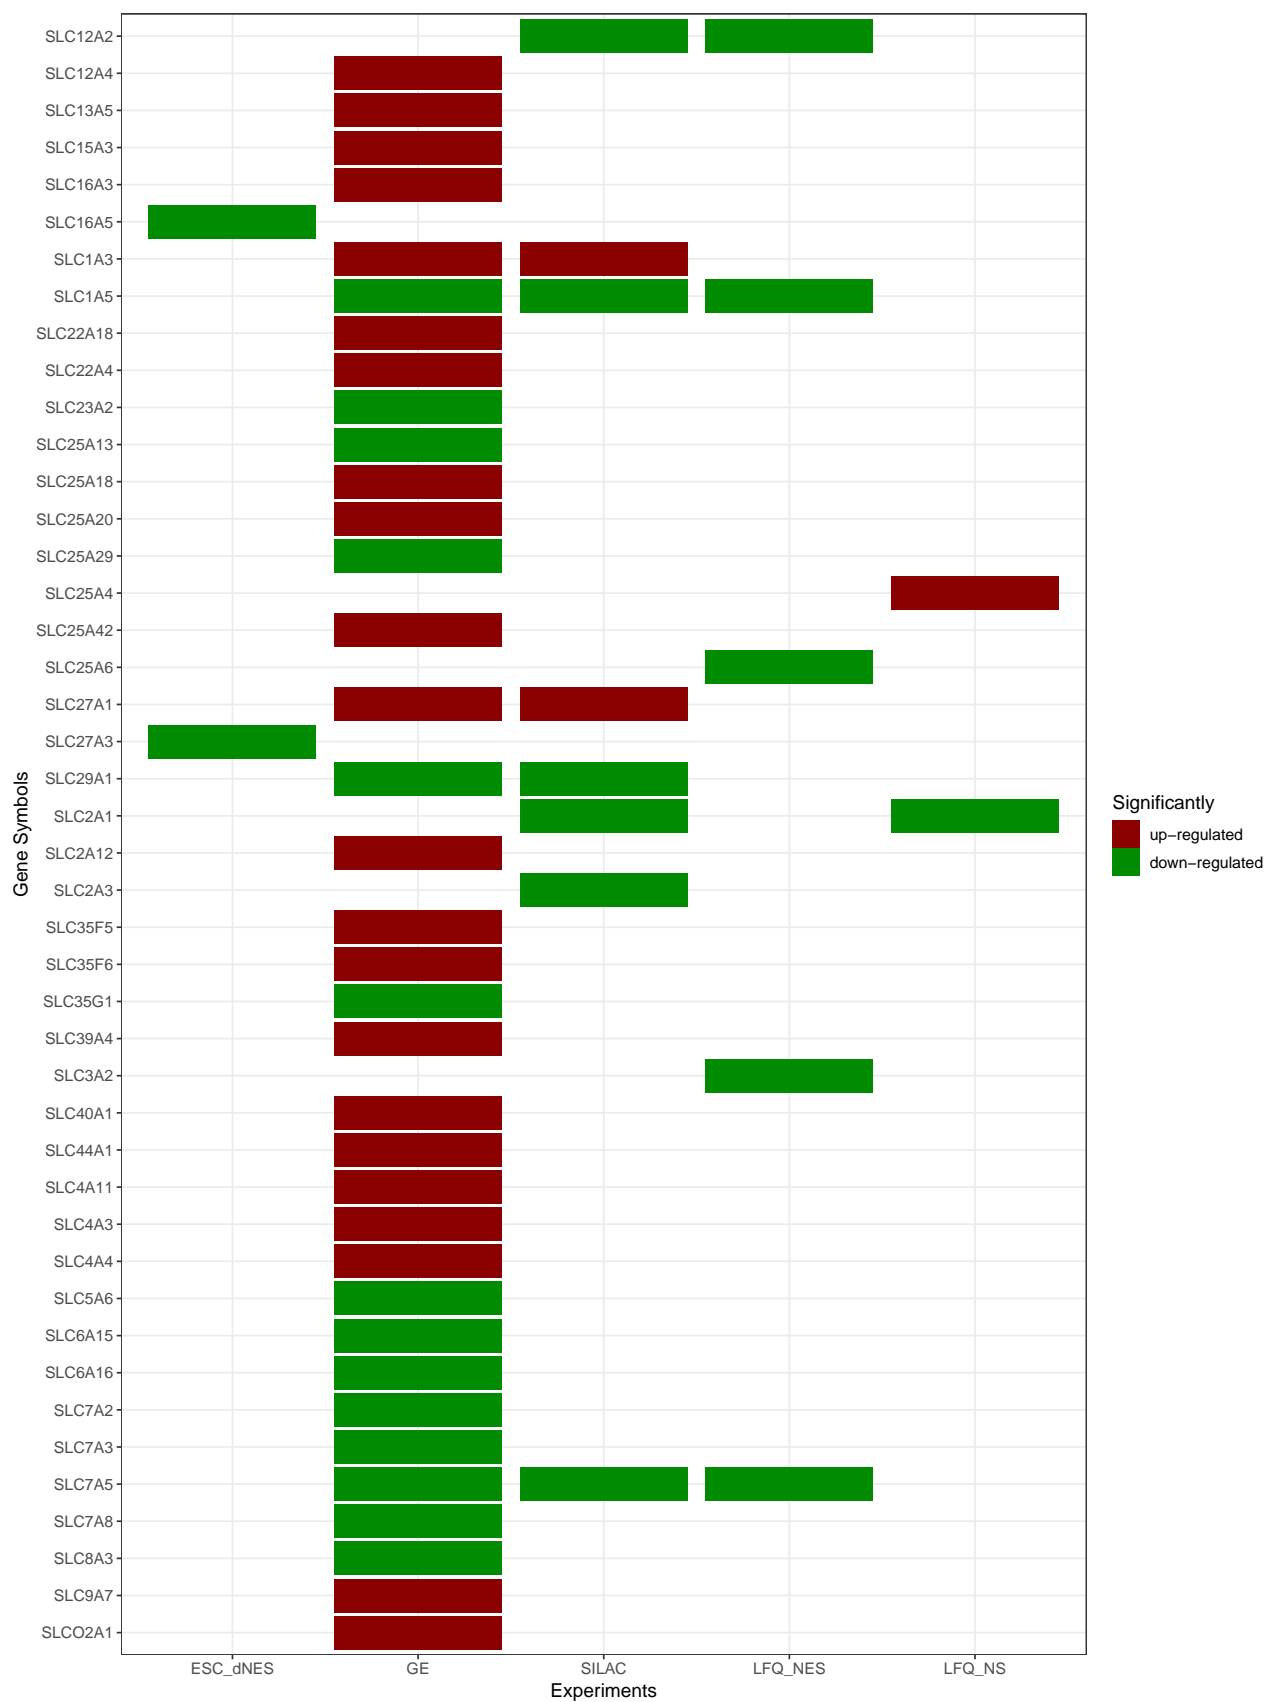 SLC12A2
SLC12A4
SLC13A5
SLC15A3
SLC16A3
SLC16A5
SLC1A3
SLC1A5
SLC22A18
SLC22A4
SLC23A2
SLC25A13
SLC25A18
SLC25A20
SLC25A29
SLC25A4
SLC25A42
SLC25A6
SLC27A1
SLC27A3
SLC29A1
SLC2A1
SLC2A12
SLC2A3
SLC35F5
SLC35F6
SLC35G1
SLC39A4
SLC3A2
SLC40A1
SLC44A1
SLC4A11
SLC4A3
SLC4A4
SLC5A6
SLC6A15
SLC6A16
SLC7A2
SLC7A3
SLC7A5
SLC7A8
SLC8A3
SLC9A7
SLCO2A1
Gene Symbols
ESC_dNES GE SILAC LFQ_NES LFQ_NS
Experiments
Significantly
up−regulated
down−regulated